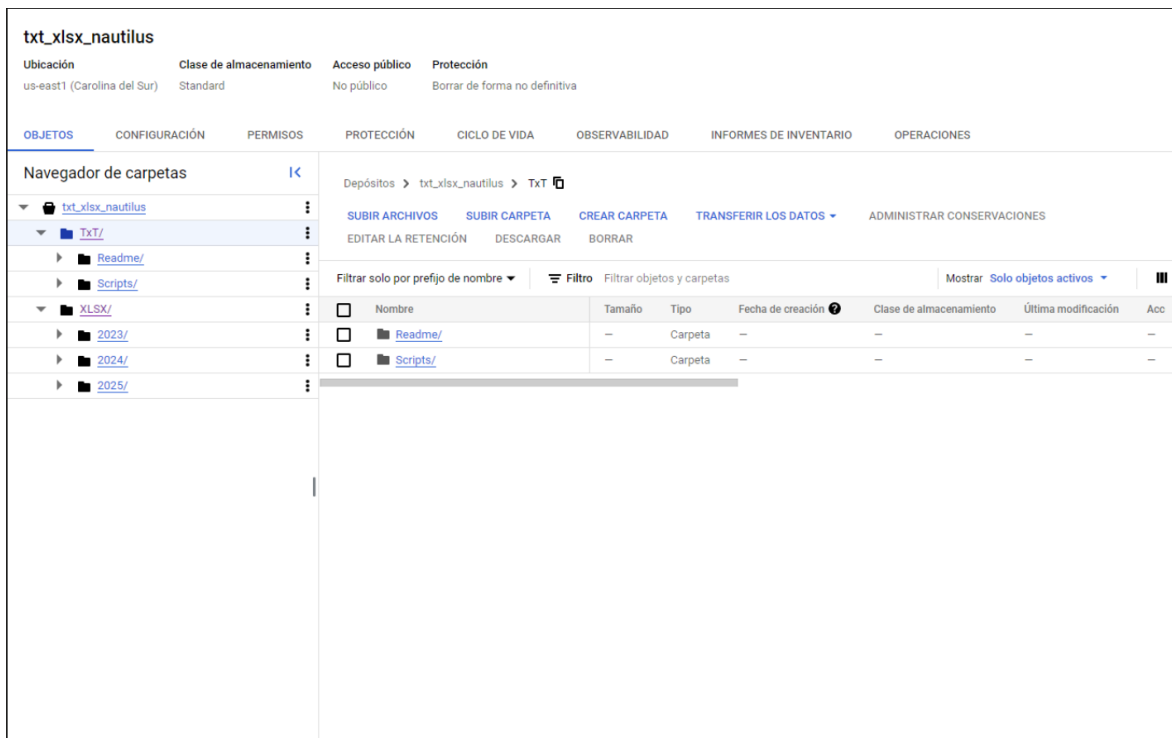 txt_xlsx_nautilus
Ubicación Clase de almacenamiento Acceso público Protección
us-east1 (Carolina del Sur) Standard No público Borrar de forma no definitiva
OBJETOS CONFIGURACIÓN PERMISOS PROTECCIÓN CICLO DE VIDA OBSERVABILIDAD INFORMES DE INVENTARIO OPERACIONES
Navegador de carpetas
txt_xlsx_nautilus
TxT/
Readme/
Scripts/
XLSX/
2023/
2024/
2025/
Depósitos > txt_xlsx_nautilus > TxT
SUBIR ARCHIVOS SUBIR CARPETA CREAR CARPETA TRANSFERIR LOS DATOS ADMINISTRAR CONSERVACIONES
EDITAR LA RETENCIÓN DESCARGAR BORRAR
Filtrar solo por prefijo de nombre Filtro Filtrar objetos y carpetas Mostrar Solo objetos activos
Nombre Tamaño Tipo Fecha de creación Clase de almacenamiento Última modificación Acc
Readme/ — Carpeta — — — —
Scripts/ — Carpeta — — — —